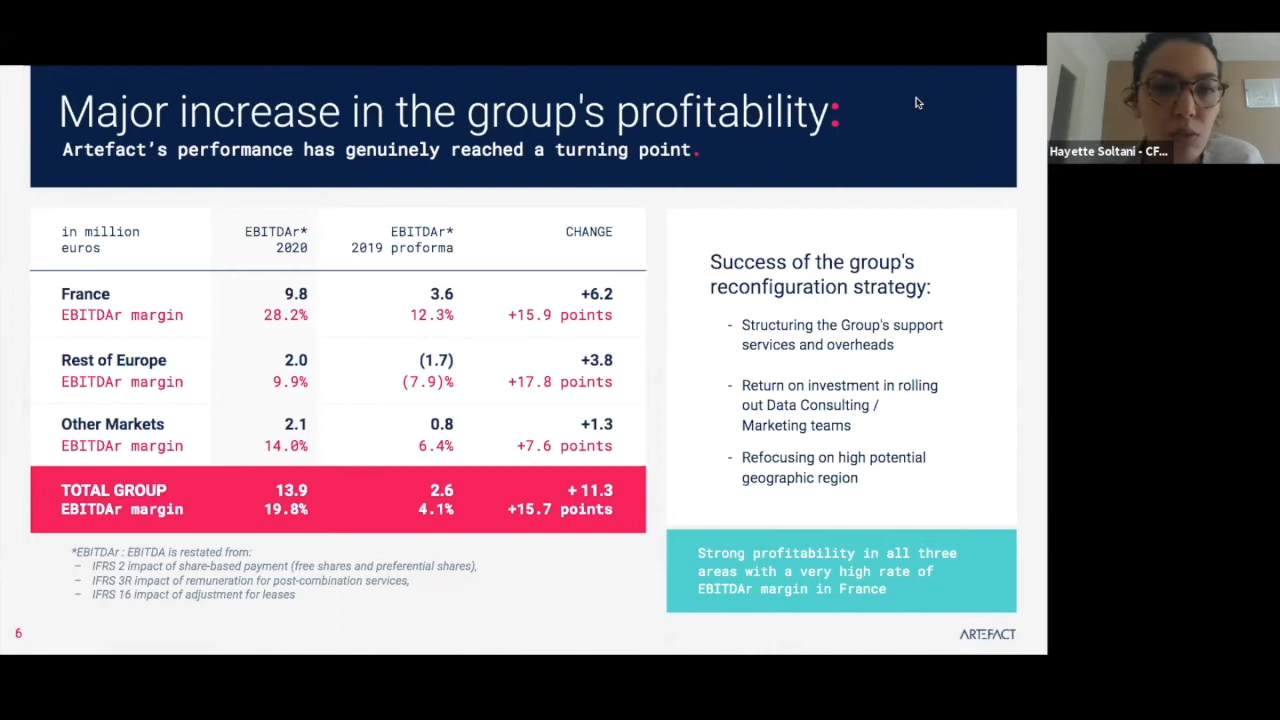 Major increase in the group's profitability:
Artefact's performance has genuinely reached a turning point.
Hayette Soltani - CF...
in million
euros
EBITDAr*
2020
EBITDAr*
2019 proforma
CHANGE
France 9.8 3.6 +6.2
EBITDAr margin 28.2% 12.3% +15.9 points
Rest of Europe 2.0 (1.7) +3.8
EBITDAr margin 9.9% (7.9)% +17.8 points
Other Markets 2.1 0.8 +1.3
EBITDAr margin 14.0% 6.4% +7.6 points
TOTAL GROUP 13.9 2.6 + 11.3
EBITDAr margin 19.8% 4.1% +15.7 points
*EBITDAr : EBITDA is restated from:
– IFRS 2 impact of share-based payment (free shares and preferential shares),
– IFRS 3R impact of remuneration for post-combination services,
– IFRS 16 impact of adjustment for leases
Success of the group's
reconfiguration strategy:
- Structuring the Group's support
services and overheads
- Return on investment in rolling
out Data Consulting /
Marketing teams
- Refocusing on high potential
geographic region
Strong profitability in all three
areas with a very high rate of
EBITDAr margin in France
6
ARTEFACT